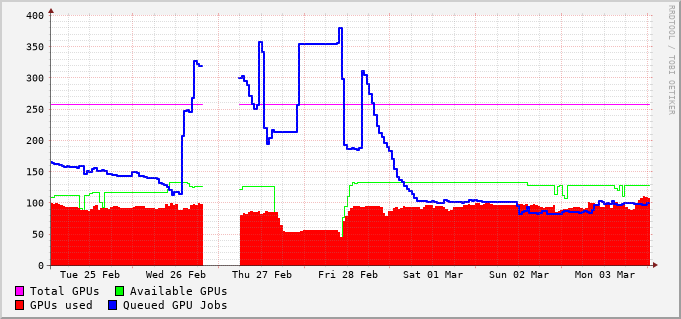 400
350
300
250
200
150
100
50
0
Tue 25 Feb Wed 26 Feb Thu 27 Feb Fri 28 Feb Sat 01 Mar Sun 02 Mar Mon 03 Mar
Total GPUs Available GPUs
GPUs used Queued GPU Jobs
RRDTOOL / TOBI OETIKER